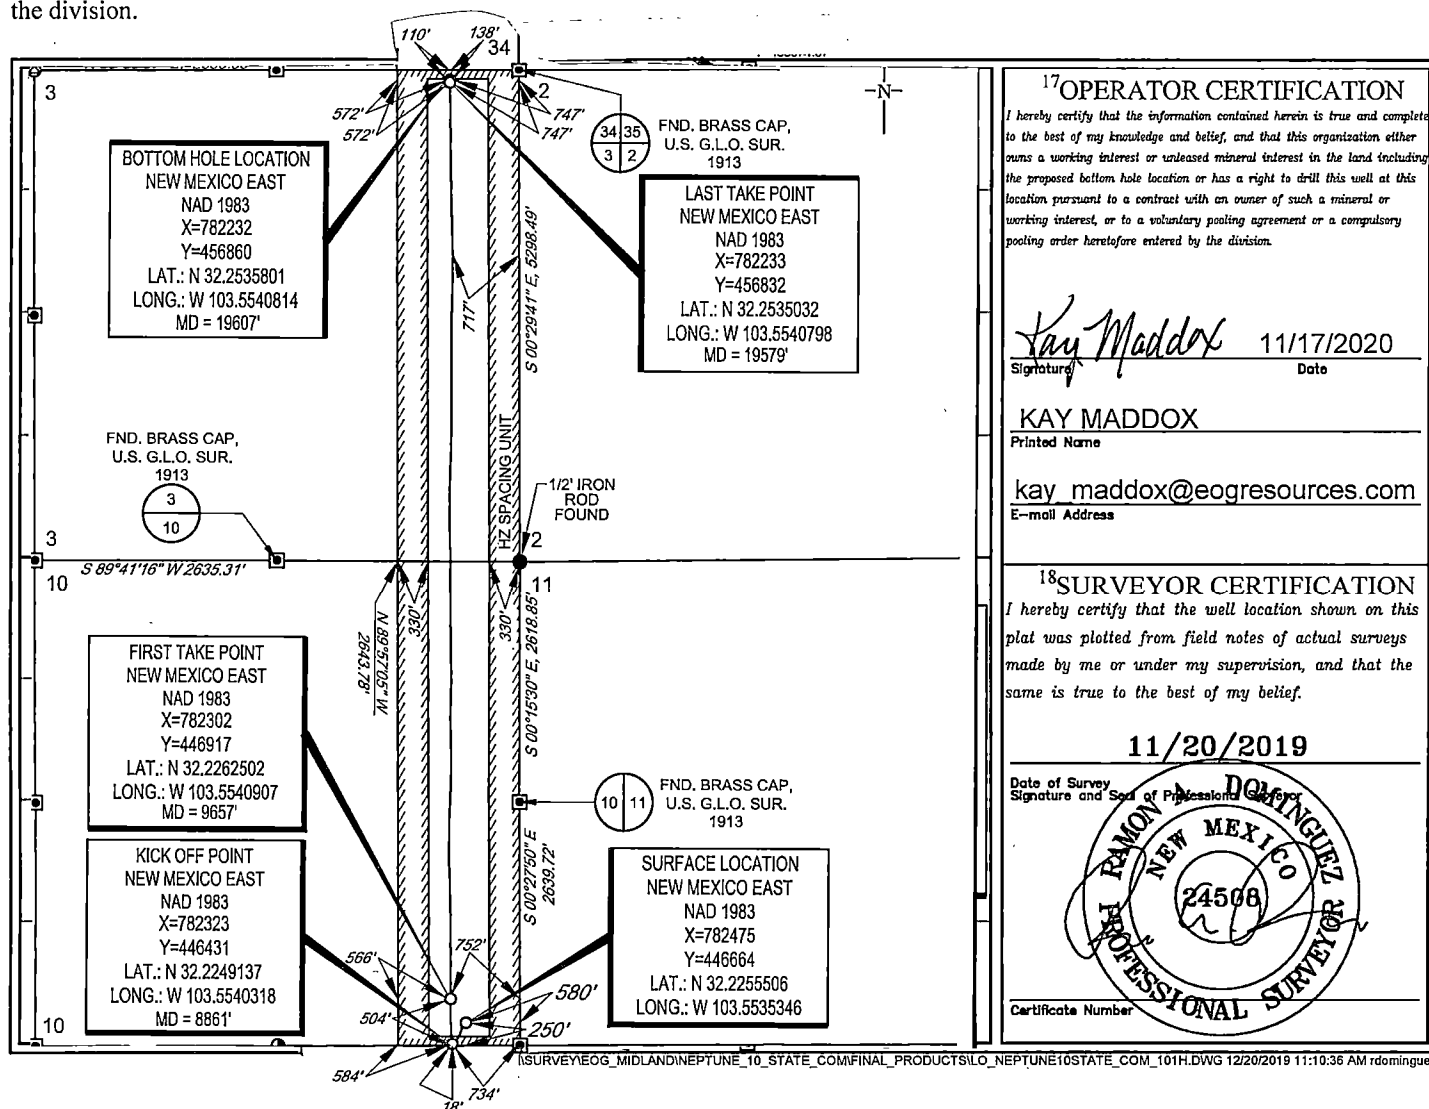 the division.
110'
138'
34
3
2
572'
572'
747'
747'
-N-
BOTTOM HOLE LOCATION
NEW MEXICO EAST
NAD 1983
X=782232
Y=456860
LAT.: N 32.2535801
LONG.: W 103.5540814
MD = 19607'
34 35
3 2
FND. BRASS CAP,
U.S. G.L.O. SUR.
1913
LAST TAKE POINT
NEW MEXICO EAST
NAD 1983
X=782233
Y=456832
LAT.: N 32.2535032
LONG.: W 103.5540798
MD = 19579'
717'
S 00°29'41" E, 5298.49'
HZ SPACING UNIT
FND. BRASS CAP,
U.S. G.L.O. SUR.
1913
3
10
1/2' IRON
ROD
FOUND
3
2
10
11
S 89°41'16" W 2635.31'
330'
330'
N 89°57'05" W
2643.78'
S 00°15'30" E, 2618.85'
FIRST TAKE POINT
NEW MEXICO EAST
NAD 1983
X=782302
Y=446917
LAT.: N 32.2262502
LONG.: W 103.5540907
MD = 9657'
10 11
FND. BRASS CAP,
U.S. G.L.O. SUR.
1913
S 00°27'50" E
2639.72'
KICK OFF POINT
NEW MEXICO EAST
NAD 1983
X=782323
Y=446431
LAT.: N 32.2249137
LONG.: W 103.5540318
MD = 8861'
SURFACE LOCATION
NEW MEXICO EAST
NAD 1983
X=782475
Y=446664
LAT.: N 32.2255506
LONG.: W 103.5535346
752'
566'
580'
504'
250'
10
584'
18'
734'
17OPERATOR CERTIFICATION
I hereby certify that the information contained herein is true and complete
to the best of my knowledge and belief, and that this organization either
owns a working interest or unleased mineral interest in the land including
the proposed bottom hole location or has a right to drill this well at this
location pursuant to a contract with an owner of such a mineral or
working interest, or to a voluntary pooling agreement or a compulsory
pooling order heretofore entered by the division.
Kay Maddox 11/17/2020
Signature Date
KAY MADDOX
Printed Name
kay_maddox@eogresources.com
E-mail Address
18SURVEYOR CERTIFICATION
I hereby certify that the well location shown on this
plat was plotted from field notes of actual surveys
made by me or under my supervision, and that the
same is true to the best of my belief.
11/20/2019
Date of Survey
Signature and Seal of Professional Surveyor
RAMON A. DOMINGUEZ
NEW MEXICO
24508
PROFESSIONAL SURVEYOR
Certificate Number
\SURVEY\EOG_MIDLAND\NEPTUNE_10_STATE_COM\FINAL_PRODUCTS\LO_NEPTUNE10STATE_COM_101H.DWG 12/20/2019 11:10:36 AM rdomingue